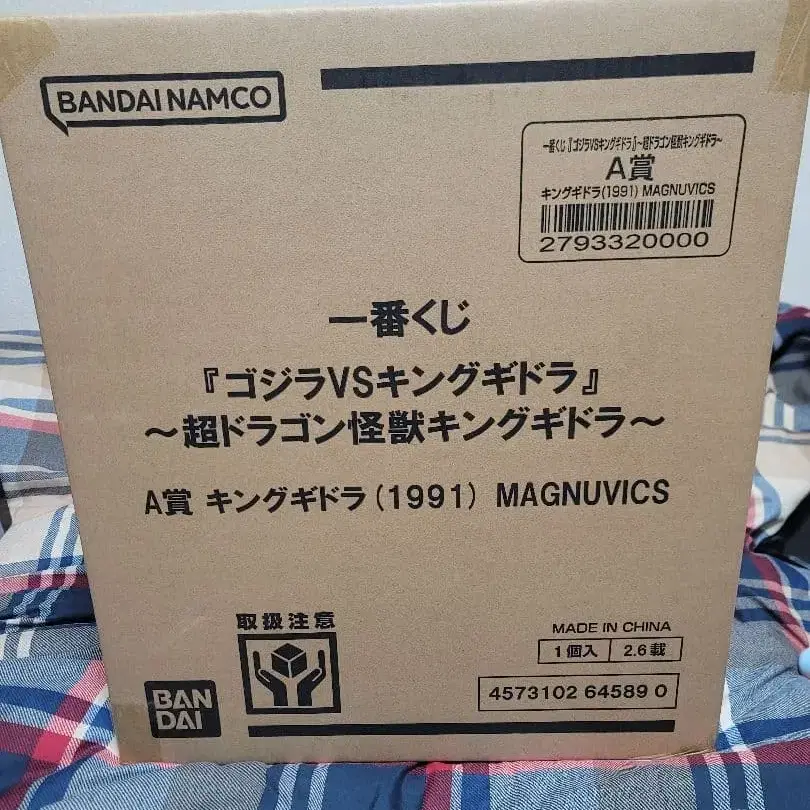 BANDAI NAMCO
一番くじ『ゴジラVSキングギドラ』~超ドラゴン怪獣キングギドラ~
A賞
キングギドラ(1991) MAGNUVICS
2793320000
一番くじ
『ゴジラVSキングギドラ』
~超ドラゴン怪獣キングギドラ~
A賞 キングギドラ(1991) MAGNUVICS
取扱注意
MADE IN CHINA
1個入 2.6載
4573102 64589 0
BAN
DAI